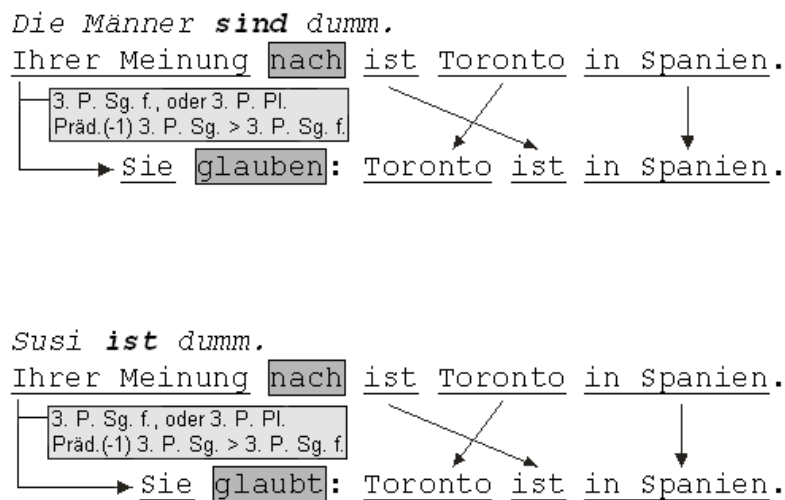 Die Männer sind dumm.
Ihrer Meinung nach ist Toronto in Spanien.
3. P. Sg. f., oder 3. P. Pl.
Präd.(-1) 3. P. Sg. > 3. P. Sg. f.
Sie glauben: Toronto ist in Spanien.
Susi ist dumm.
Ihrer Meinung nach ist Toronto in Spanien.
3. P. Sg. f., oder 3. P. Pl.
Präd.(-1) 3. P. Sg. > 3. P. Sg. f.
Sie glaubt: Toronto ist in Spanien.